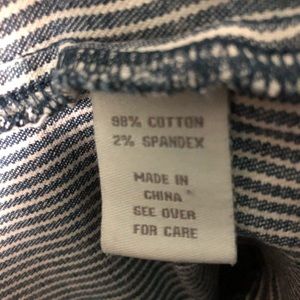 98% COTTON
2% SPANDEX
MADE IN
CHINA
SEE OVER
FOR CARE